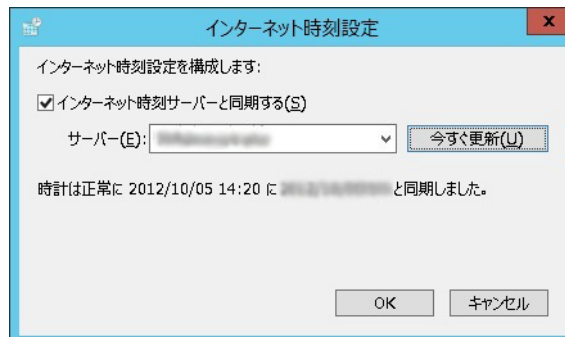 インターネット時刻設定
x
インターネット時刻設定を構成します:
インターネット時刻サーバーと同期する(S)
サーバー(E):
今すぐ更新(U)
時計は正常に 2012/10/05 14:20 に と同期しました。
OK
キャンセル